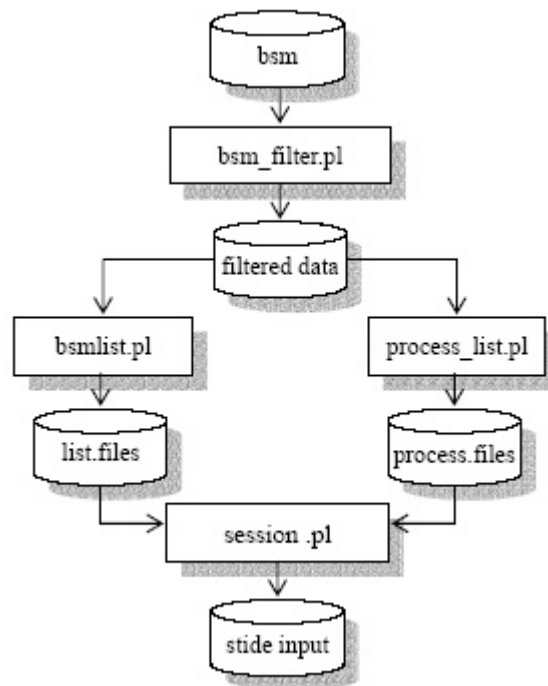 bsm
bsm_filter.pl
filtered data
bsmlist.pl
process_list.pl
list.files
process.files
session .pl
stide input